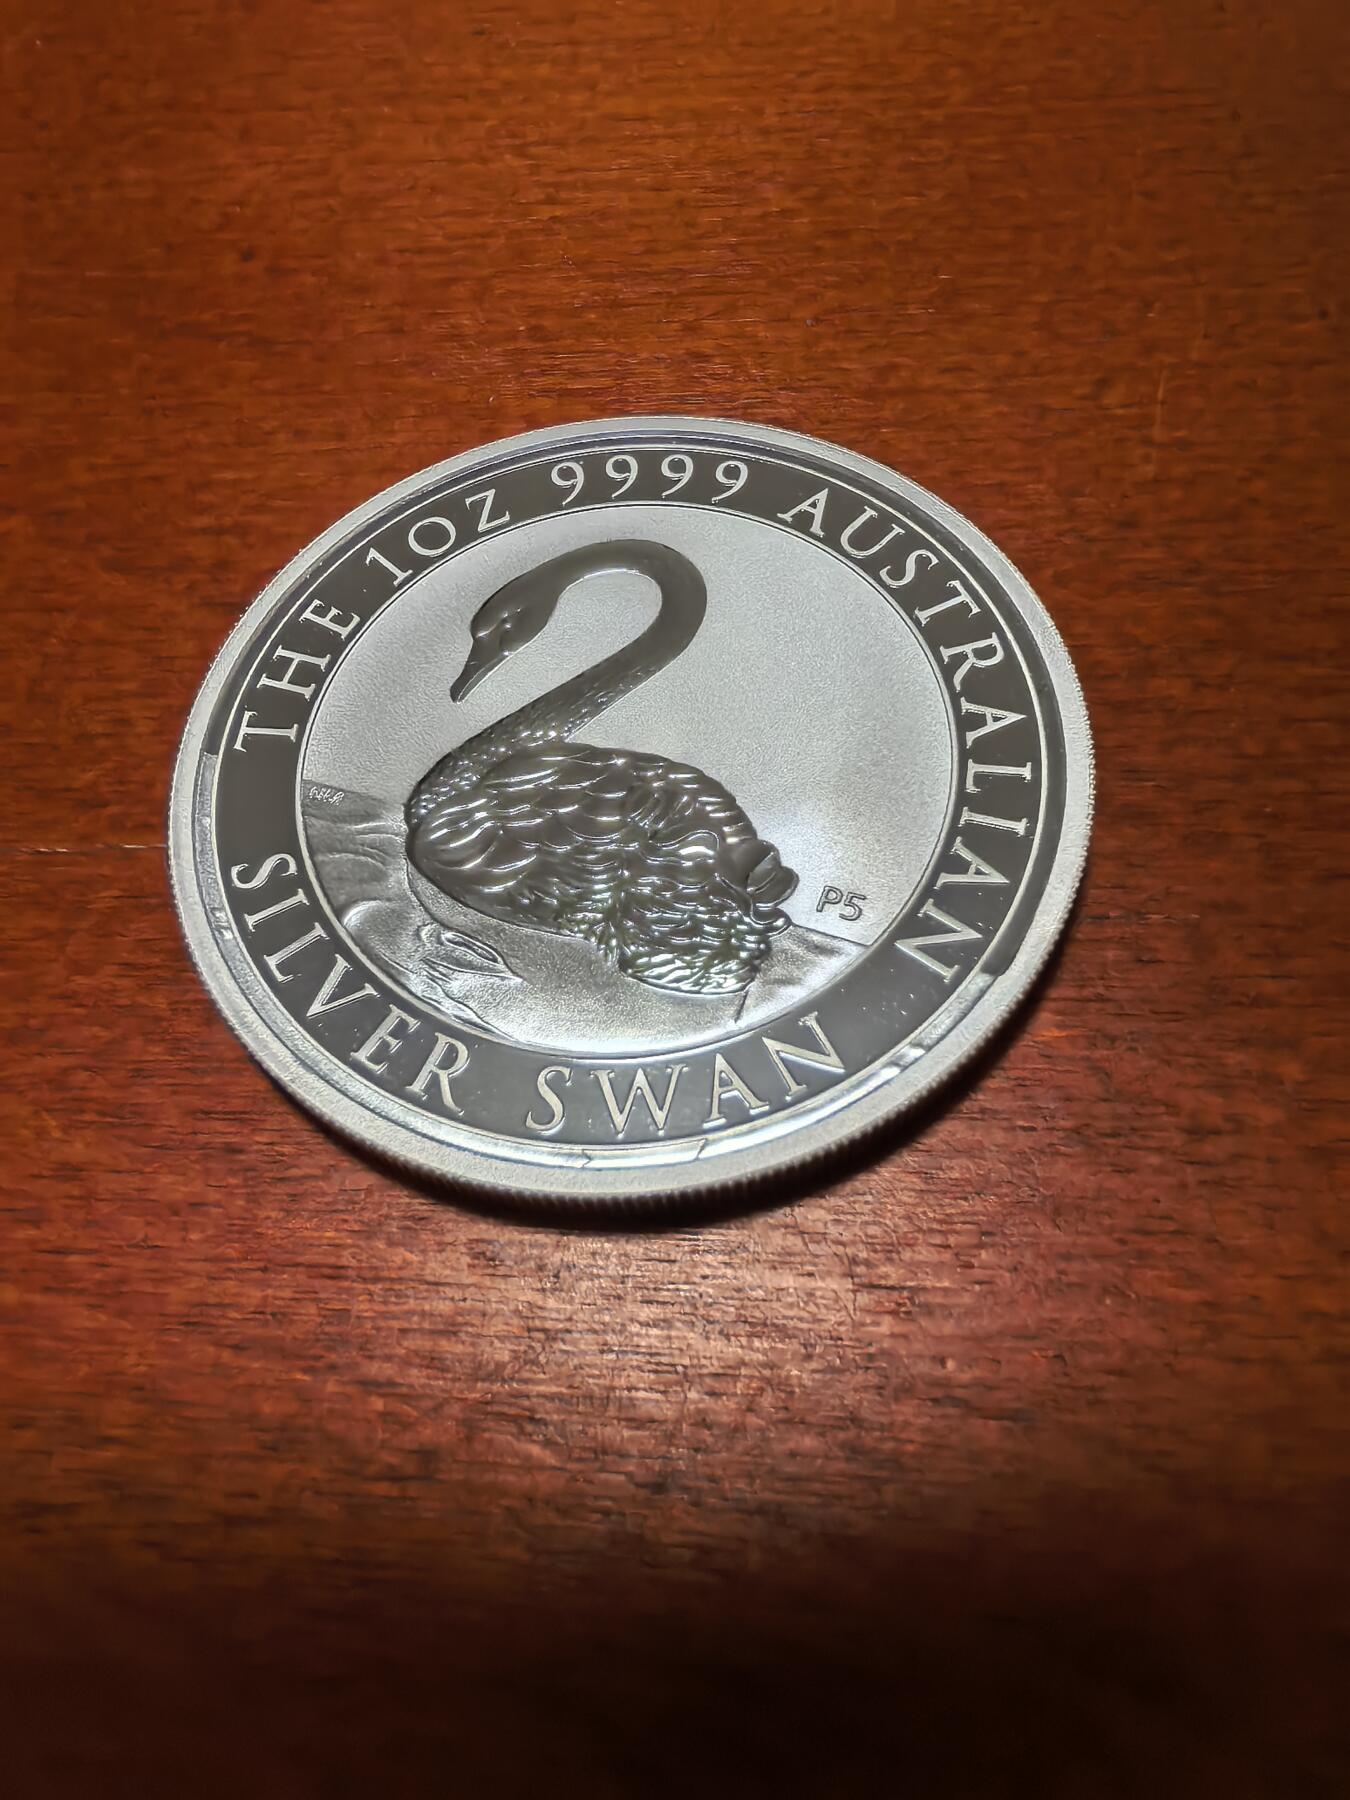 THE 1OZ 9999 AUSTRALIAN
SILVER SWAN
P5